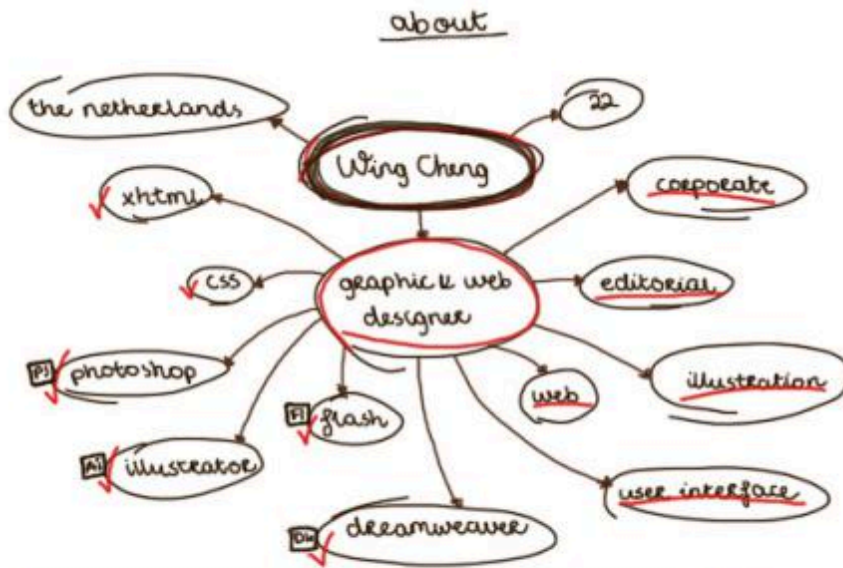 about
the netherlands
22
Wing Cheng
xhtml
corporate
css
graphic & web
designer
editorial
Ps
photoshop
illustration
web
Fl
flash
Ai
illustrator
user interface
Dw
dreamweaver